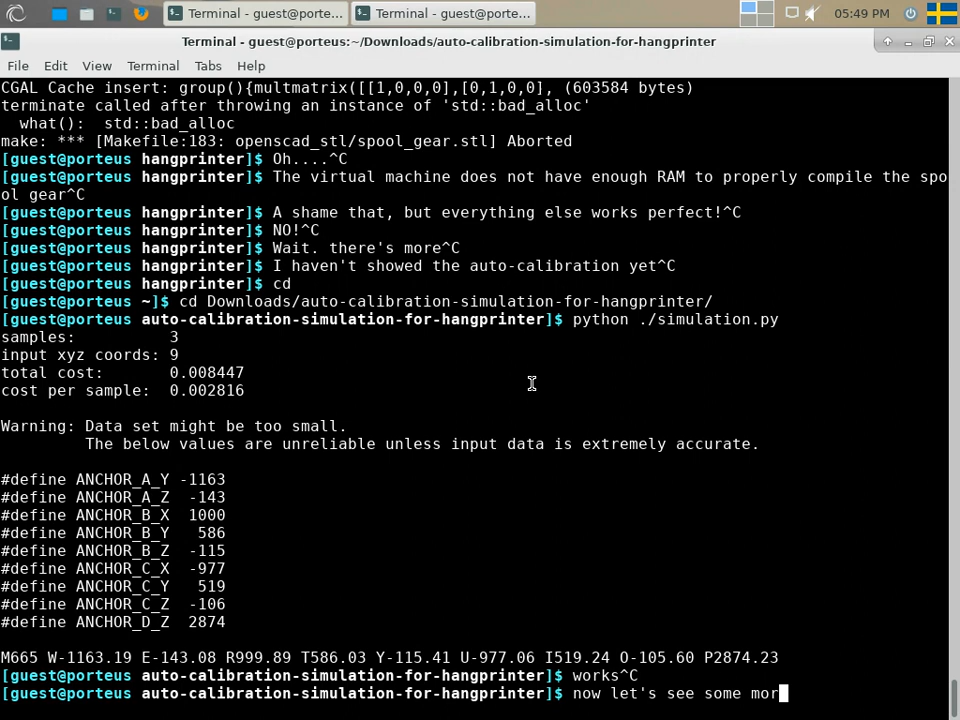 Terminal - guest@porte...
Terminal - guest@porte...
05:49 PM
Terminal - guest@porteus:~/Downloads/auto-calibration-simulation-for-hangprinter
File Edit View Terminal Tabs Help
CGAL Cache insert: group(){multmatrix([[1,0,0,0],[0,1,0,0], (603584 bytes)
terminate called after throwing an instance of 'std::bad_alloc'
  what():  std::bad_alloc
make: *** [Makefile:183: openscad_stl/spool_gear.stl] Aborted
[guest@porteus hangprinter]$ Oh....^C
[guest@porteus hangprinter]$ The virtual machine does not have enough RAM to properly compile the spo
ol gear^C
[guest@porteus hangprinter]$ A shame that, but everything else works perfect!^C
[guest@porteus hangprinter]$ NO!^C
[guest@porteus hangprinter]$ Wait. there's more^C
[guest@porteus hangprinter]$ I haven't showed the auto-calibration yet^C
[guest@porteus hangprinter]$ cd
[guest@porteus ~]$ cd Downloads/auto-calibration-simulation-for-hangprinter/
[guest@porteus auto-calibration-simulation-for-hangprinter]$ python ./simulation.py
samples:         3
input xyz coords: 9
total cost:      0.008447
cost per sample:  0.002816
Warning: Data set might be too small.
         The below values are unreliable unless input data is extremely accurate.
#define ANCHOR_A_Y -1163
#define ANCHOR_A_Z  -143
#define ANCHOR_B_X  1000
#define ANCHOR_B_Y   586
#define ANCHOR_B_Z  -115
#define ANCHOR_C_X  -977
#define ANCHOR_C_Y   519
#define ANCHOR_C_Z  -106
#define ANCHOR_D_Z  2874
M665 W-1163.19 E-143.08 R999.89 T586.03 Y-115.41 U-977.06 I519.24 O-105.60 P2874.23
[guest@porteus auto-calibration-simulation-for-hangprinter]$ works^C
[guest@porteus auto-calibration-simulation-for-hangprinter]$ now let's see some mor